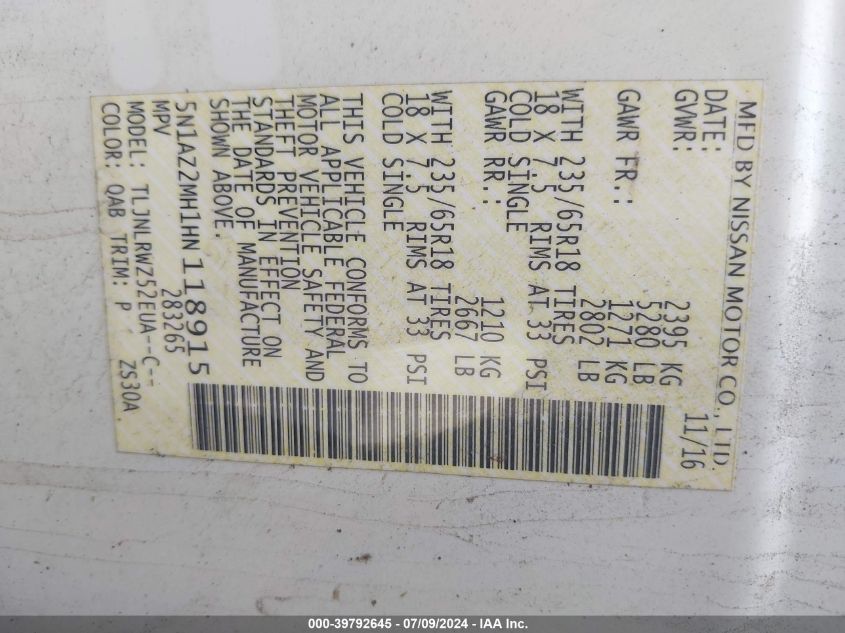 MFD BY NISSAN MOTOR CO., LTD.
DATE: 11/16
GVWR: 2395 KG
5280 LB
GAWR FR.: 1271 KG
2802 LB
WITH 235/65R18 TIRES
18 X 7.5 RIMS AT 33 PSI
COLD SINGLE
GAWR RR.: 1210 KG
2667 LB
WITH 235/65R18 TIRES
18 X 7.5 RIMS AT 33 PSI
COLD SINGLE
THIS VEHICLE CONFORMS TO
ALL APPLICABLE FEDERAL
MOTOR VEHICLE SAFETY AND
THEFT PREVENTION
STANDARDS IN EFFECT ON
THE DATE OF MANUFACTURE
SHOWN ABOVE.
5N1AZ2MH1HN118915
MPV 283265
MODEL: TLJNLRWZ52EUA--C--
COLOR: QAB TRIM: P ZS30A
000-39792645 - 07/09/2024 - IAA Inc.